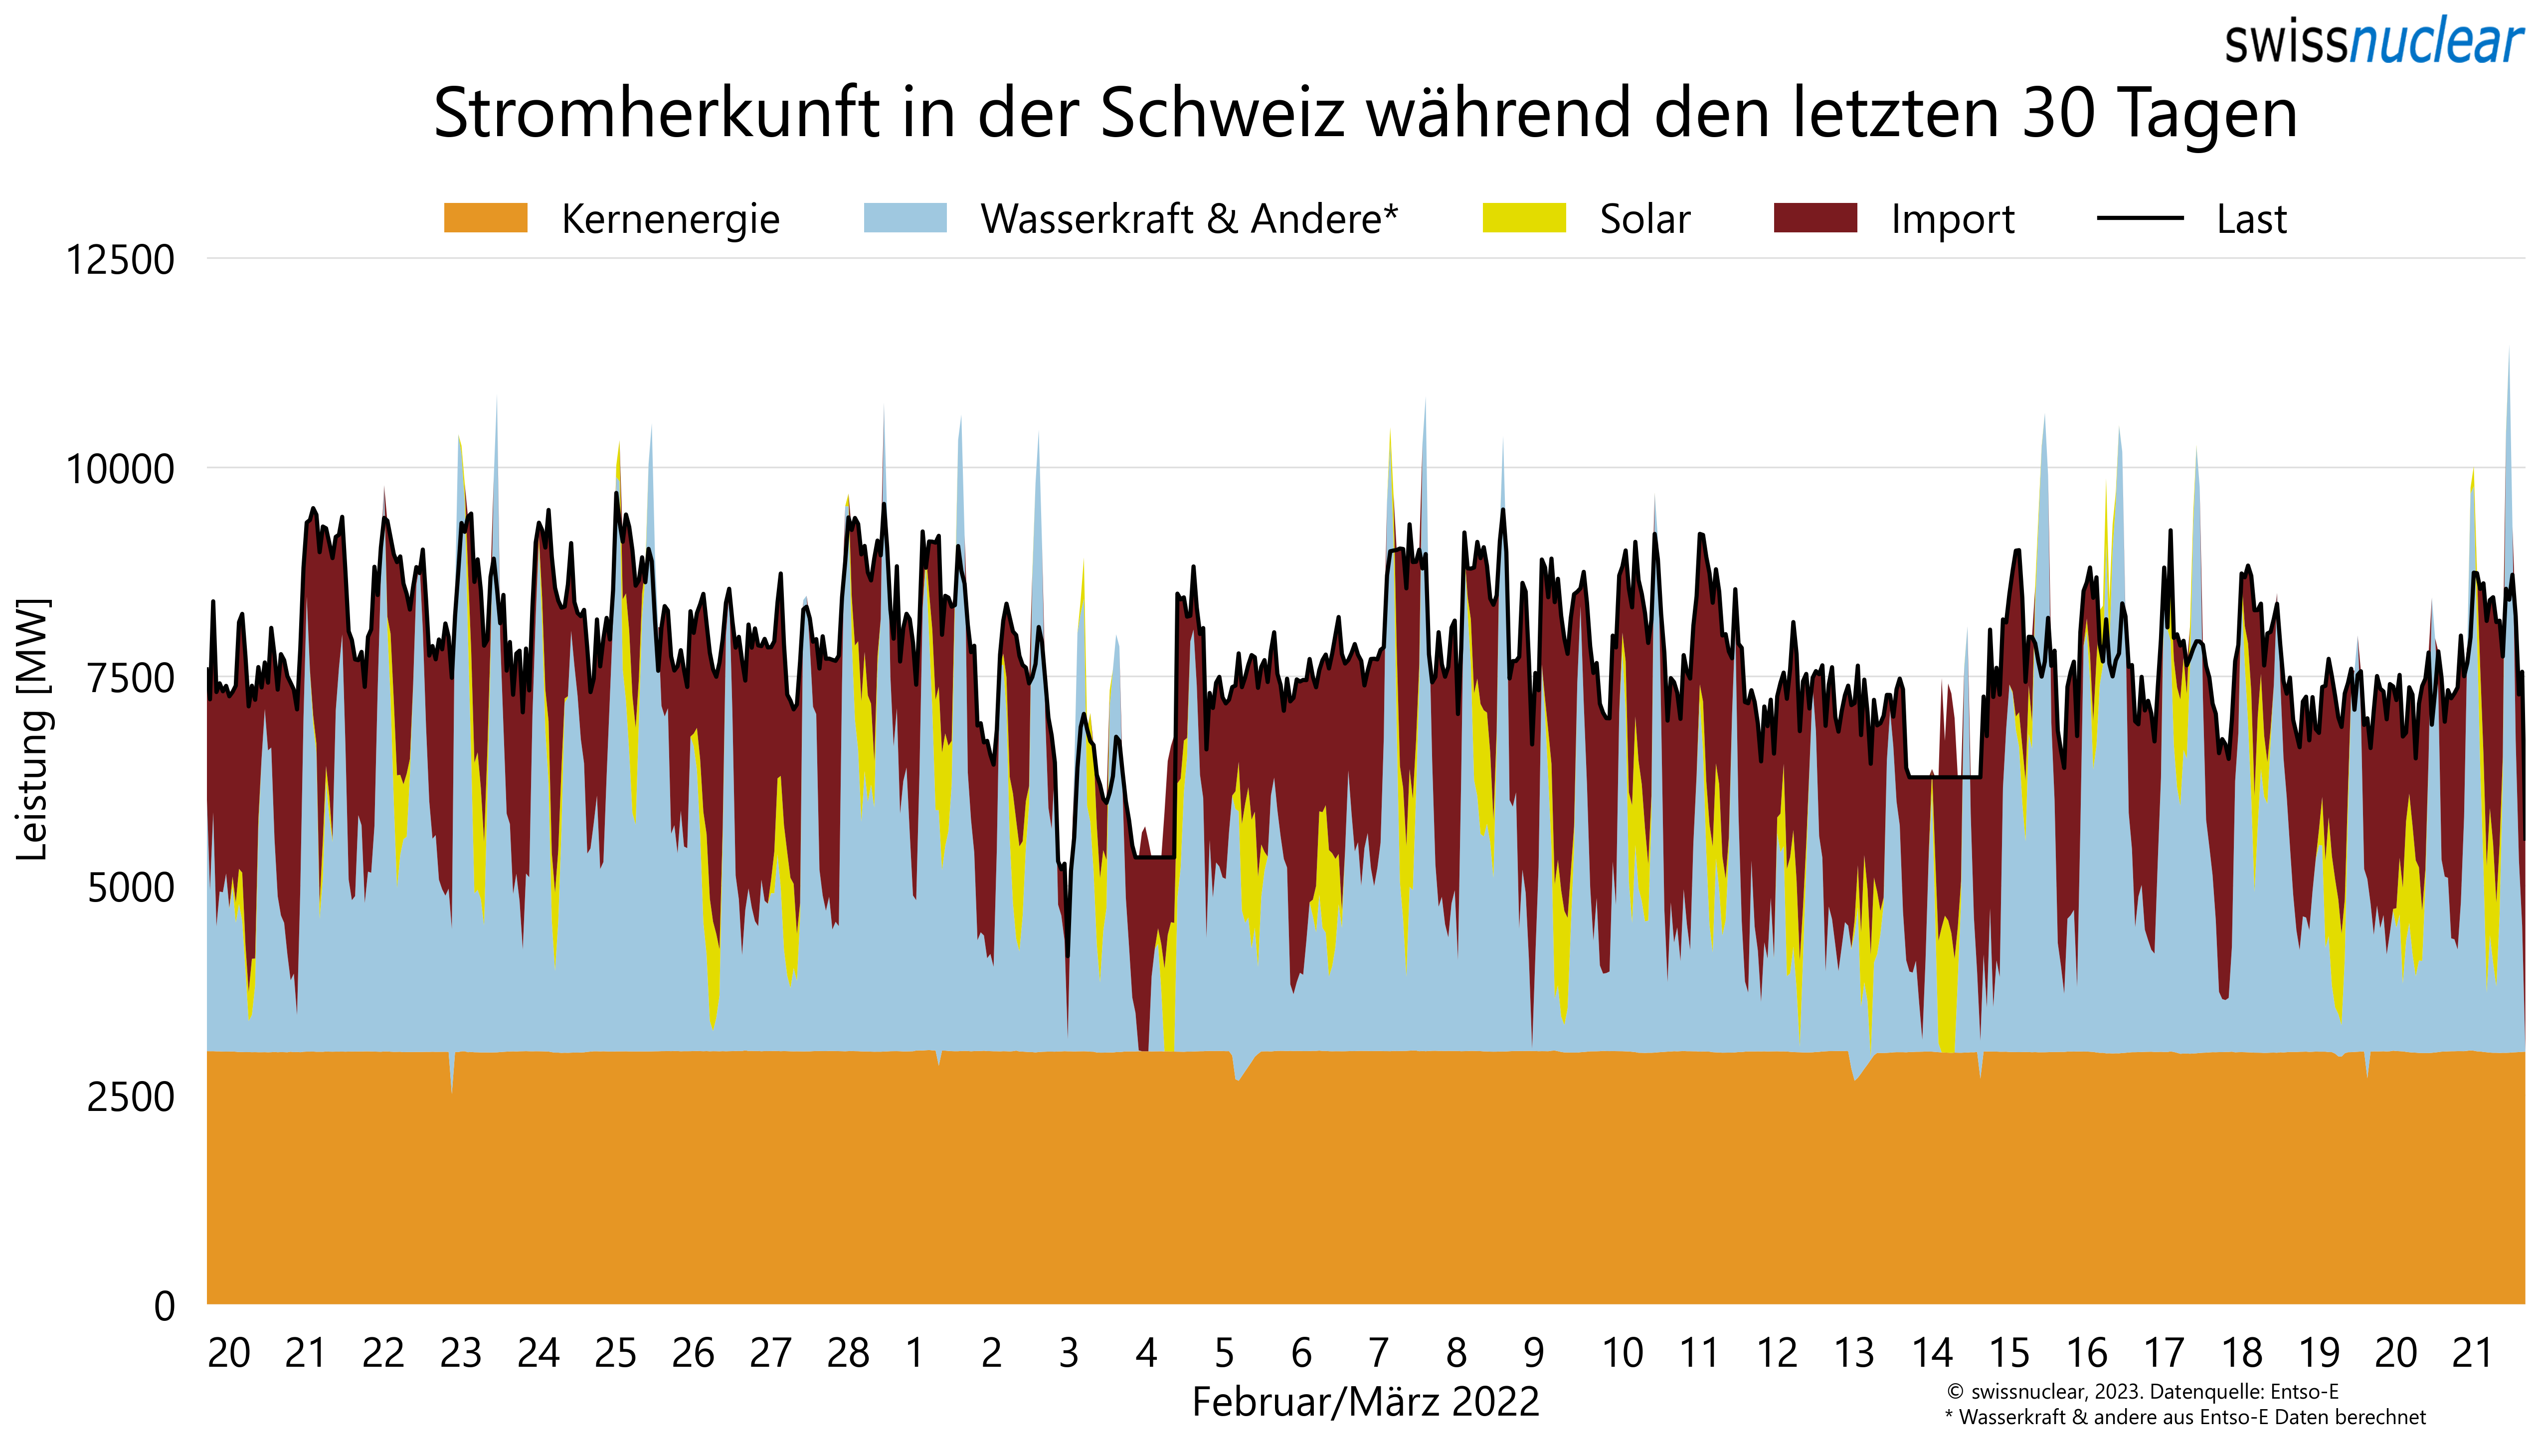 swissnuclear
Stromherkunft in der Schweiz während den letzten 30 Tagen
Kernenergie Wasserkraft & Andere* Solar Import Last
12500
10000
7500
5000
2500
0
Leistung [MW]
20 21 22 23 24 25 26 27 28 1 2 3 4 5 6 7 8 9 10 11 12 13 14 15 16 17 18 19 20 21
Februar/März 2022
© swissnuclear, 2023. Datenquelle: Entso-E
* Wasserkraft & andere aus Entso-E Daten berechnet